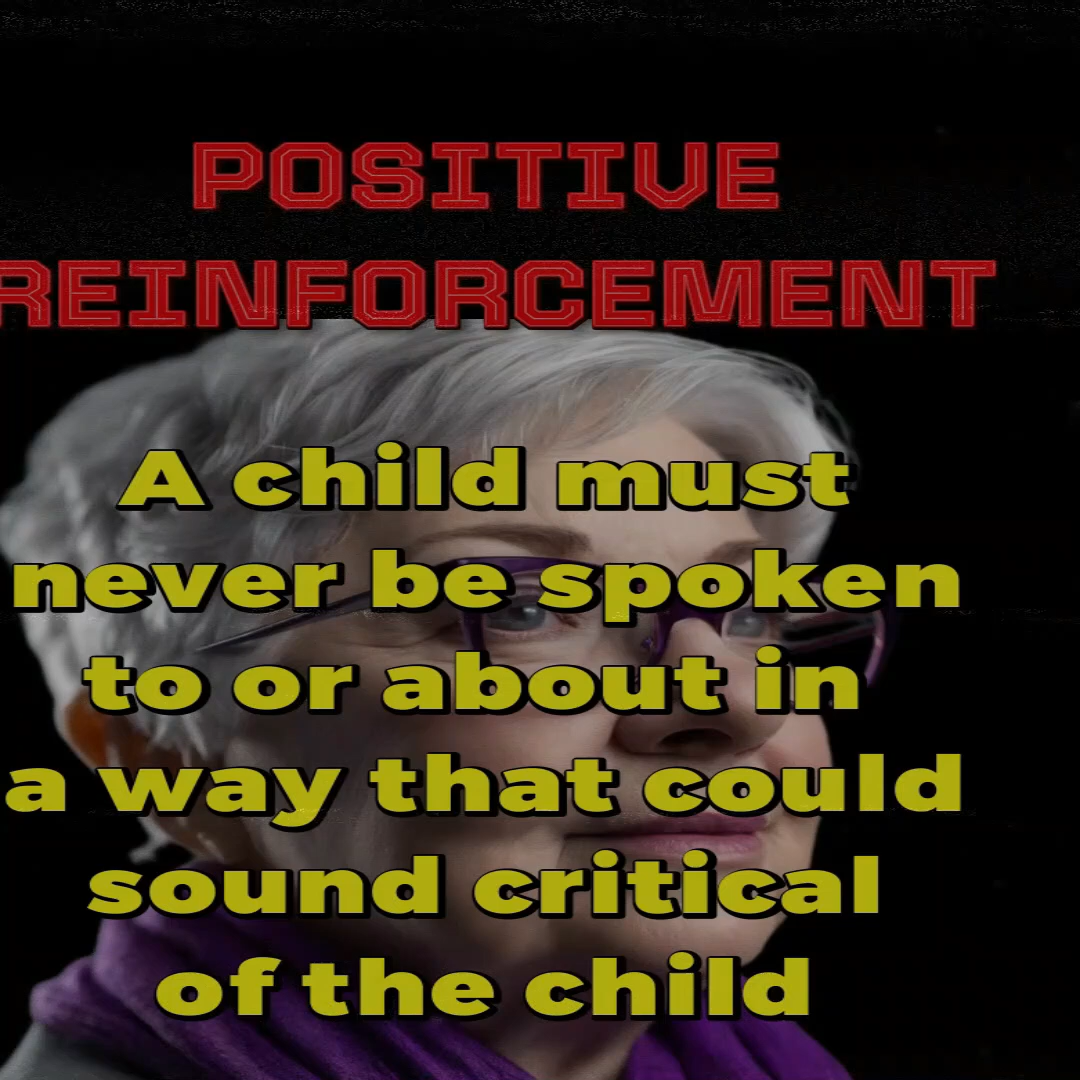 POSITIVE
REINFORCEMENT
A child must
never be spoken
to or about in
a way that could
sound critical
of the child